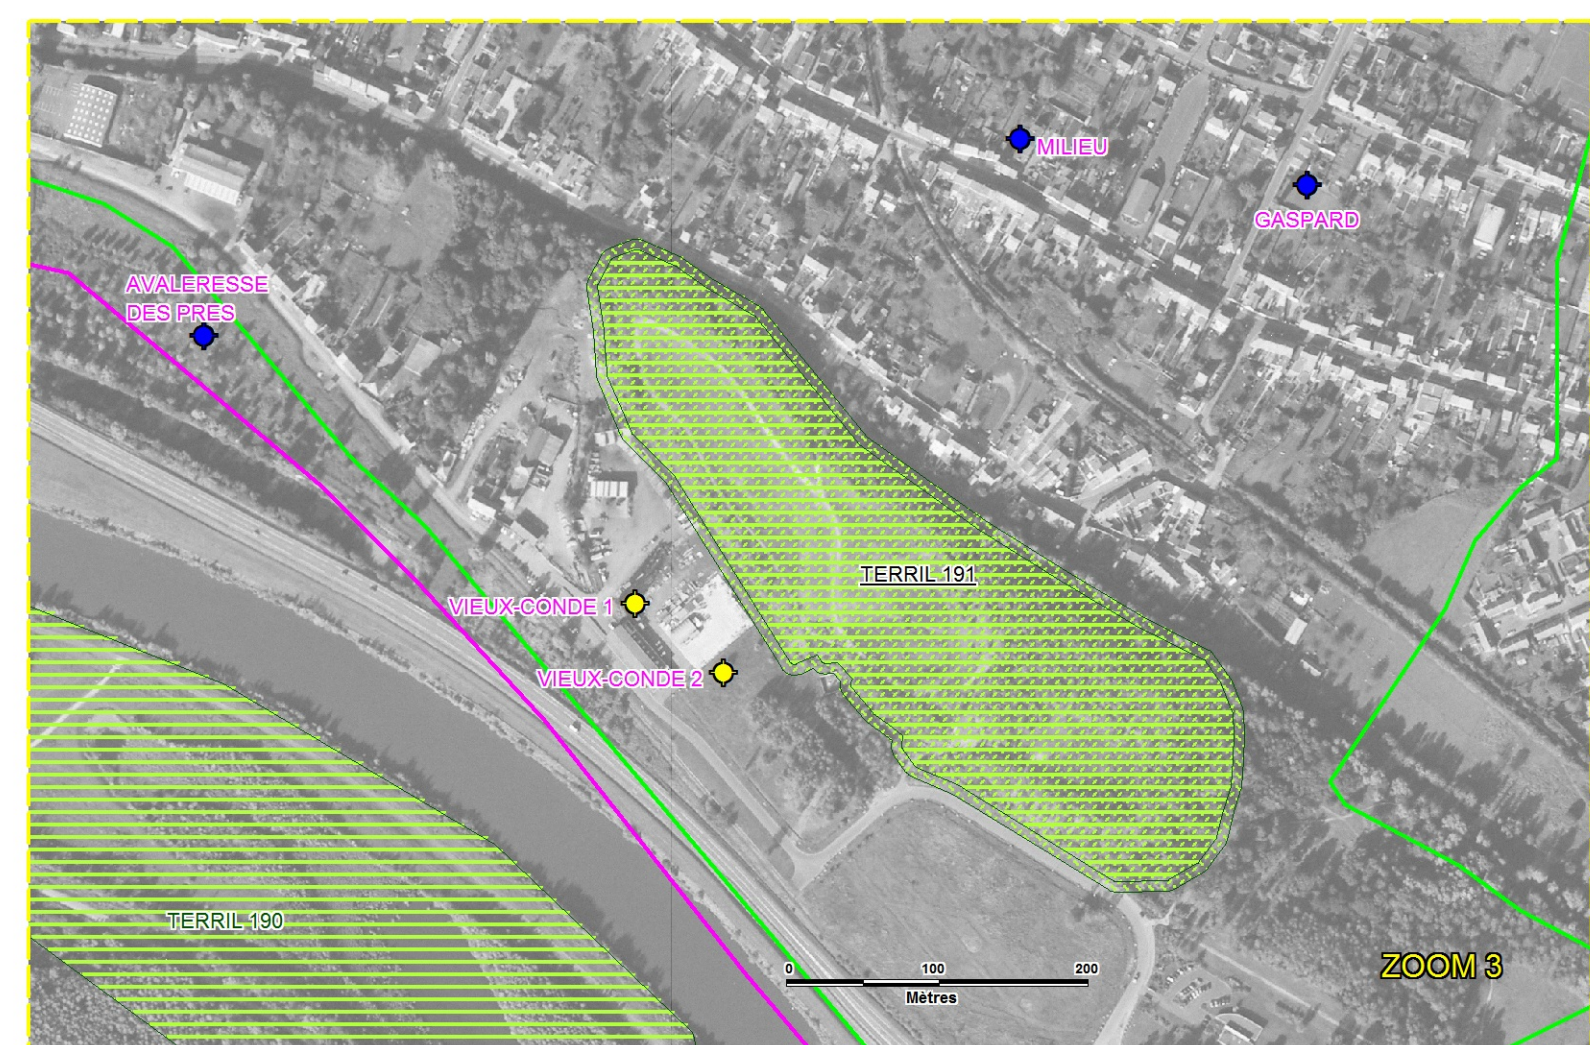 MILIEU
GASPARD
AVALERESSE
DES PRES
TERRIL 191
VIEUX-CONDE 1
VIEUX-CONDE 2
TERRIL 190
ZOOM 3
0 100 200
Mètres